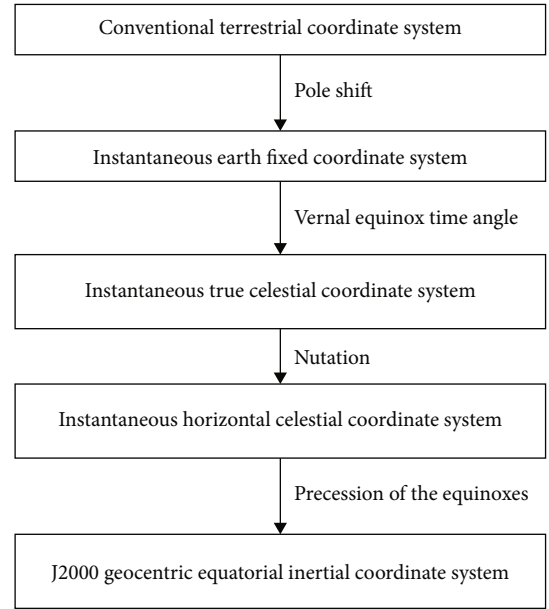 Conventional terrestrial coordinate system
Pole shift
Instantaneous earth fixed coordinate system
Vernal equinox time angle
Instantaneous true celestial coordinate system
Nutation
Instantaneous horizontal celestial coordinate system
Precession of the equinoxes
J2000 geocentric equatorial inertial coordinate system